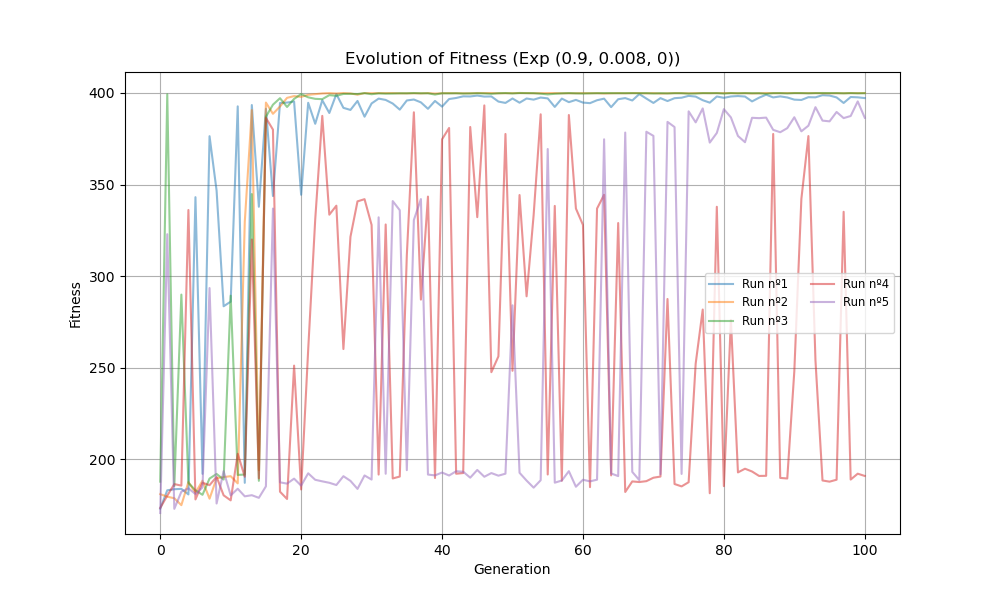 Evolution of Fitness (Exp (0.9, 0.008, 0))
Fitness
400
350
300
250
200
Run nº1
Run nº2
Run nº3
Run nº4
Run nº5
0 20 40 60 80 100
Generation